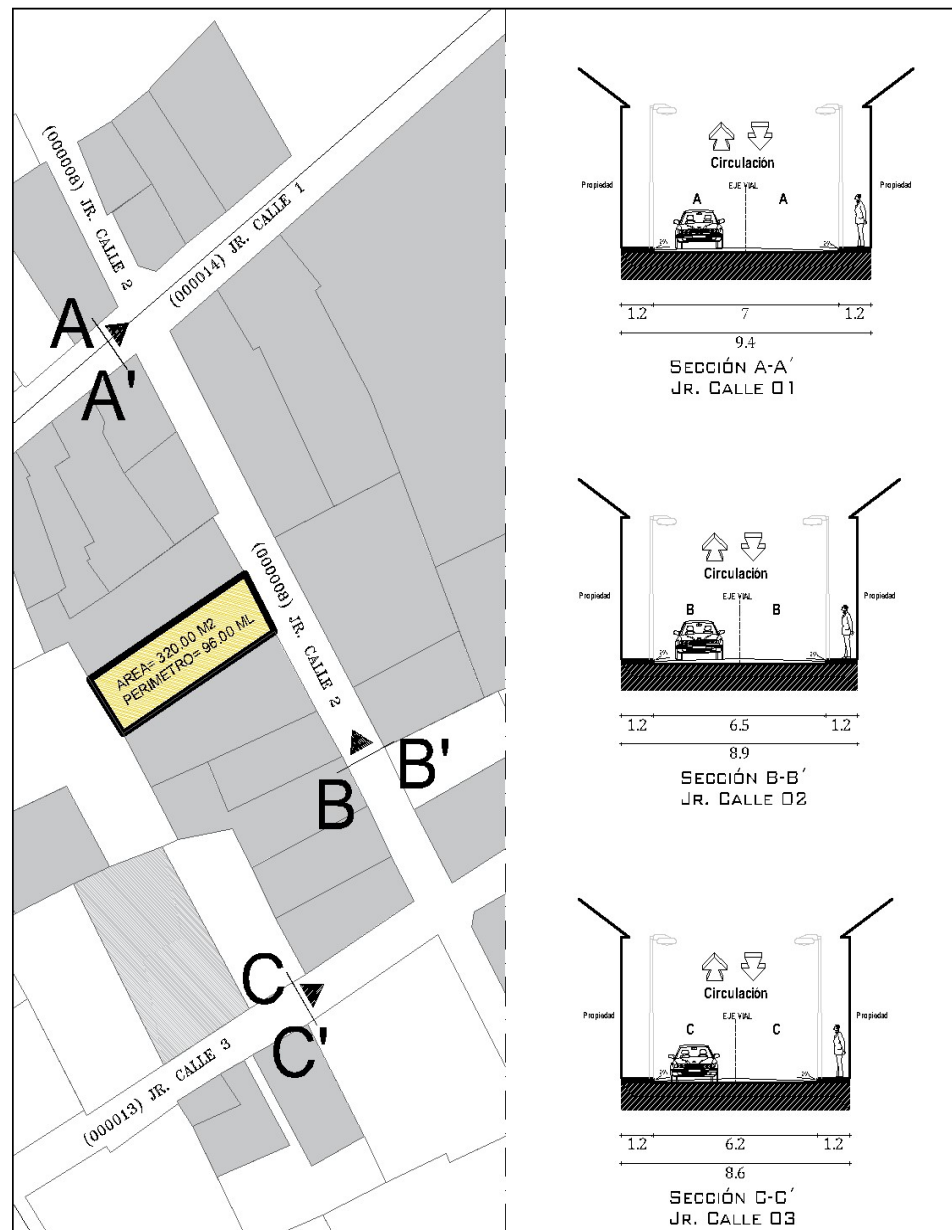 (000008) JR. CALLE 2
(000014) JR. CALLE 1
A
A'
(000008) JR. CALLE 2
AREA= 320.00 M2
PERIMETRO= 96.00 ML
B
B'
C
C'
(000013) JR. CALLE 3
Circulación
Propiedad
Propiedad
EJE VIAL
A
A
2%
2%
1.2
7
1.2
9.4
SECCIÓN A-A'
JR. CALLE 01
Circulación
Propiedad
Propiedad
EJE VIAL
B
B
2%
2%
1.2
6.5
1.2
8.9
SECCIÓN B-B'
JR. CALLE 02
Circulación
Propiedad
Propiedad
EJE VIAL
C
C
2%
2%
1.2
6.2
1.2
8.6
SECCIÓN C-C'
JR. CALLE 03